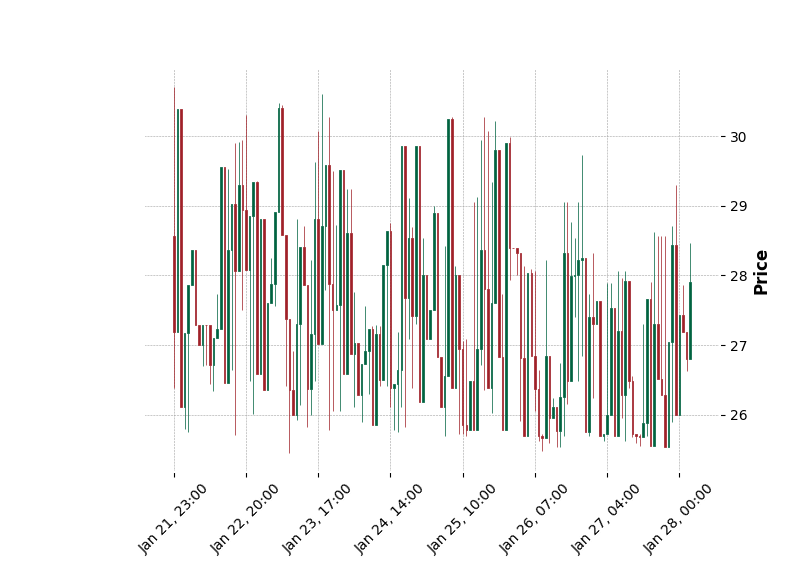 30
29
28
27
26
Price
Jan 21, 23:00
Jan 22, 20:00
Jan 23, 17:00
Jan 24, 14:00
Jan 25, 10:00
Jan 26, 07:00
Jan 27, 04:00
Jan 28, 00:00